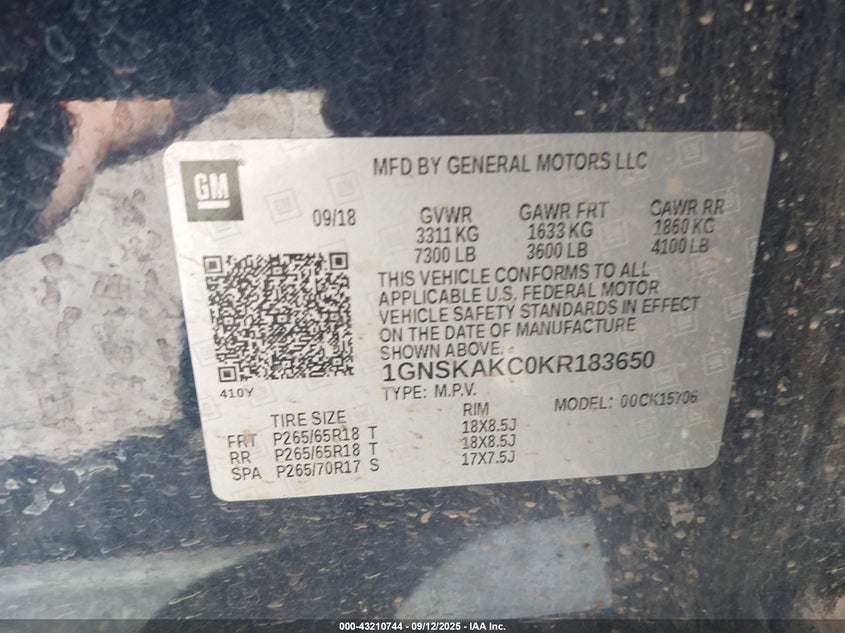 GM
MFD BY GENERAL MOTORS LLC
09/18
GVWR GAWR FRT GAWR RR
3311 KG 1633 KG 1860 KG
7300 LB 3600 LB 4100 LB
THIS VEHICLE CONFORMS TO ALL
APPLICABLE U.S. FEDERAL MOTOR
VEHICLE SAFETY STANDARDS IN EFFECT
ON THE DATE OF MANUFACTURE
SHOWN ABOVE.
1GNSKAKC0KR183650
410Y
TYPE: M.P.V.
MODEL: 00CK15706
TIRE SIZE RIM
FRT P265/65R18 T 18X8.5J
RR P265/65R18 T 18X8.5J
SPA P265/70R17 S 17X7.5J
000-43210744 - 09/12/2025 - IAA Inc.